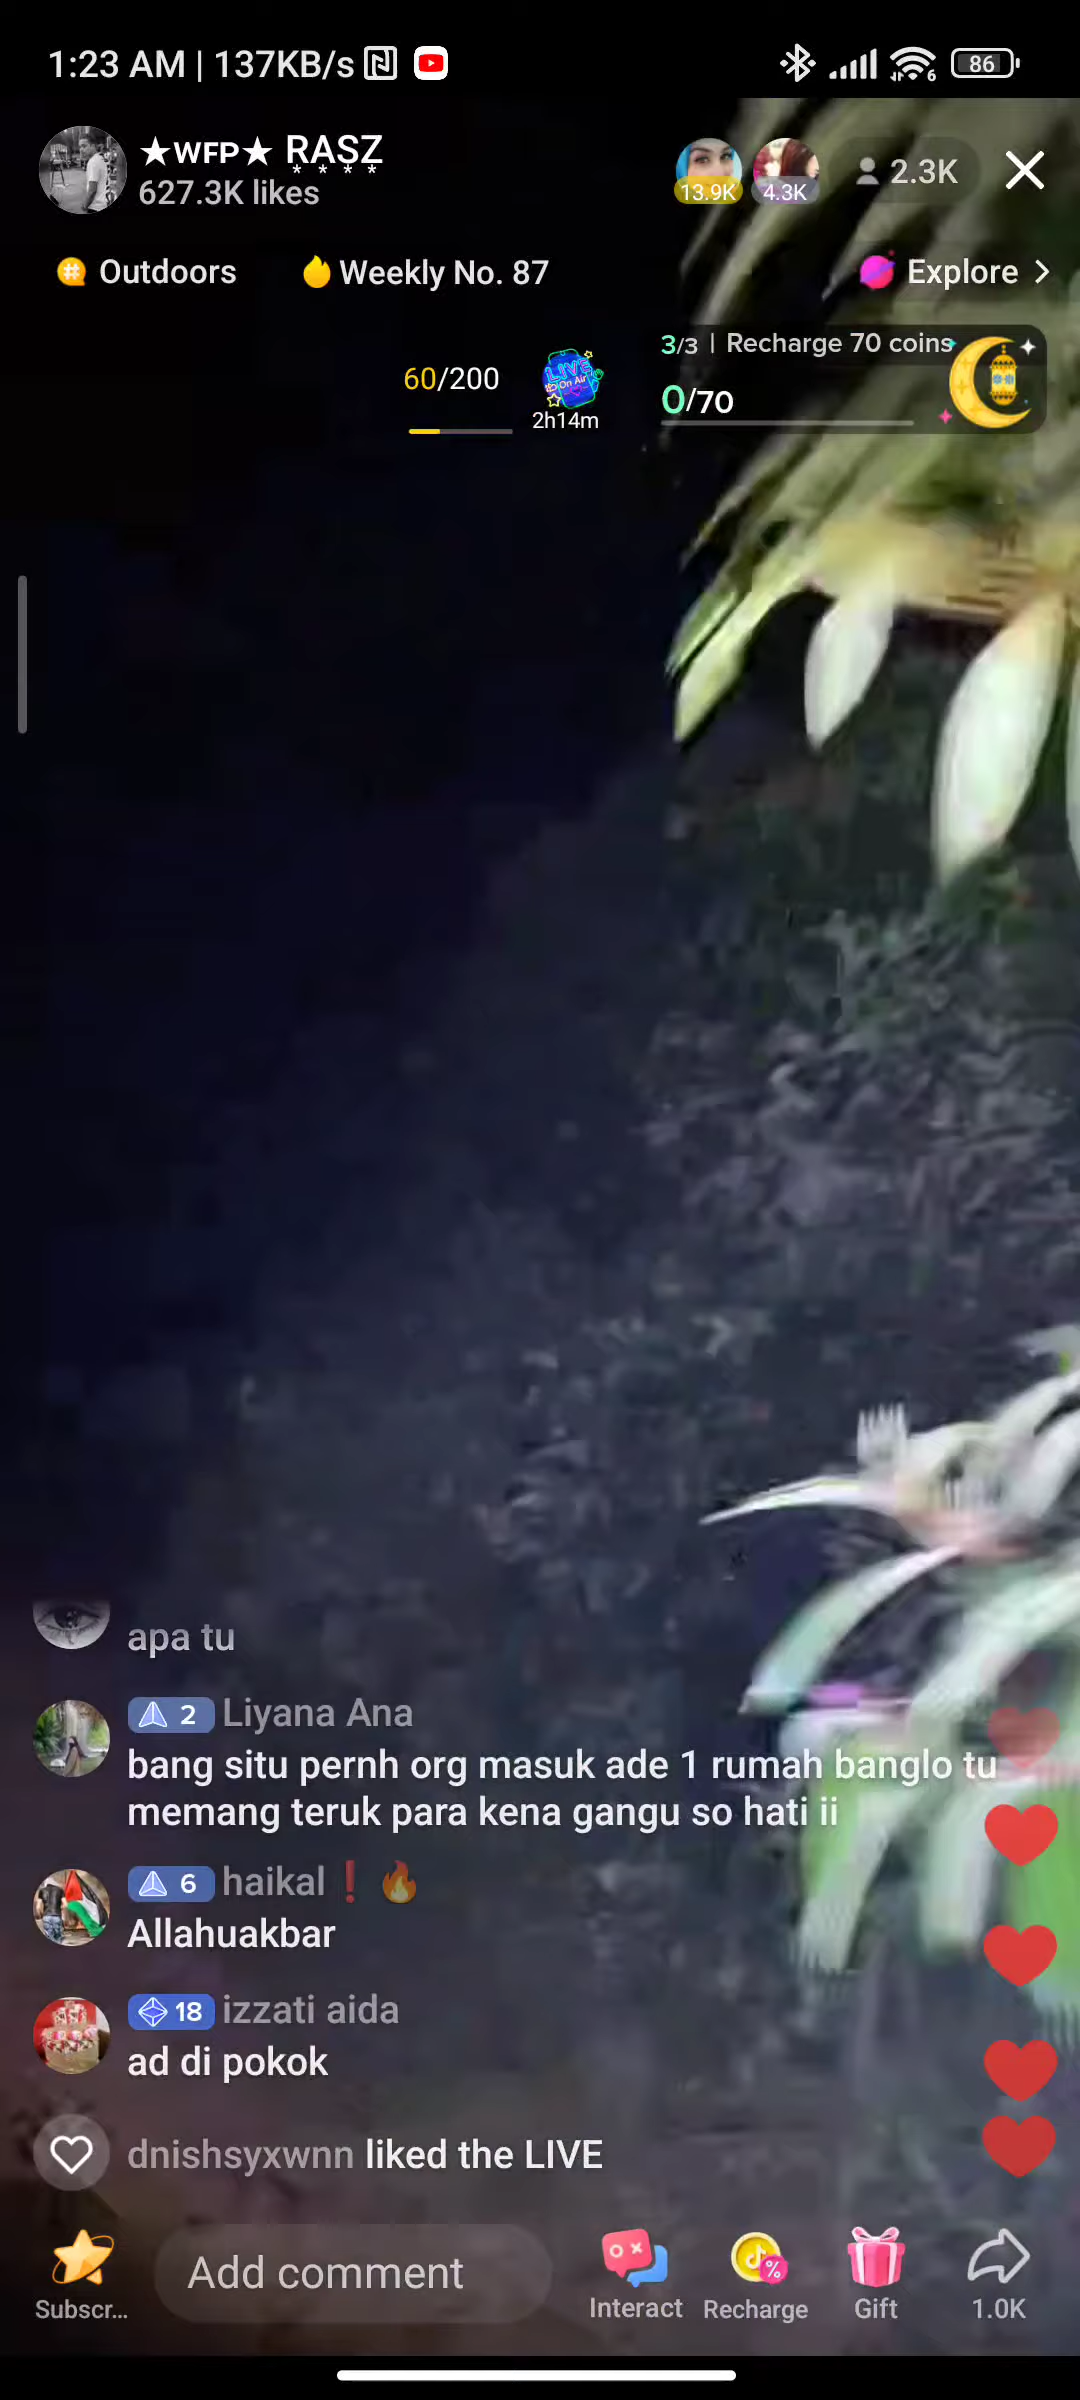 1:23 AM | 137KB/s
86
★WFP★ RASZ
627.3K likes
13.9K
4.3K
2.3K
Outdoors
Weekly No. 87
Explore >
60/200
LIVE
On Air
2h14m
3/3 | Recharge 70 coins
0/70
apa tu
2 Liyana Ana
bang situ pernh org masuk ade 1 rumah banglo tu
memang teruk para kena gangu so hati ii
6 haikal❗🔥
Allahuakbar
18 izzati aida
ad di pokok
dnishsyxwnn liked the LIVE
Subscr...
Add comment
Interact
Recharge
Gift
1.0K